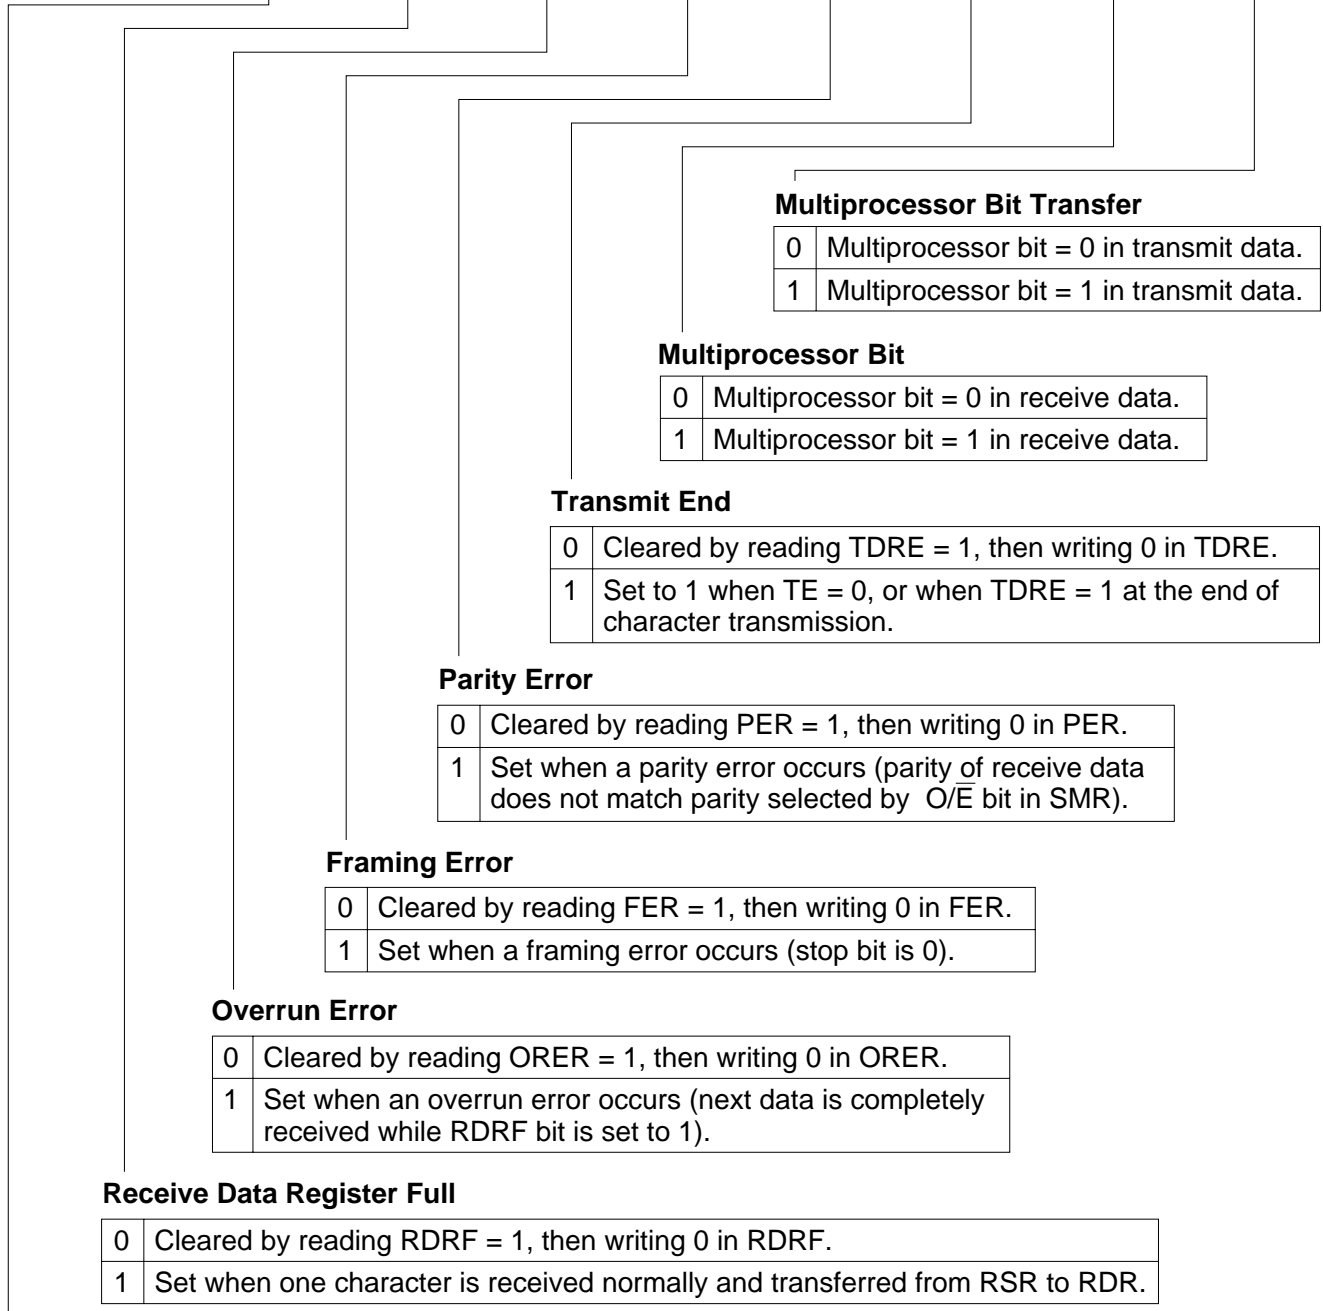 Multiprocessor Bit Transfer
0 Multiprocessor bit = 0 in transmit data.
1 Multiprocessor bit = 1 in transmit data.
Multiprocessor Bit
0 Multiprocessor bit = 0 in receive data.
1 Multiprocessor bit = 1 in receive data.
Transmit End
0 Cleared by reading TDRE = 1, then writing 0 in TDRE.
1 Set to 1 when TE = 0, or when TDRE = 1 at the end of
character transmission.
Parity Error
0 Cleared by reading PER = 1, then writing 0 in PER.
1 Set when a parity error occurs (parity of receive data
does not match parity selected by O/E̅ bit in SMR).
Framing Error
0 Cleared by reading FER = 1, then writing 0 in FER.
1 Set when a framing error occurs (stop bit is 0).
Overrun Error
0 Cleared by reading ORER = 1, then writing 0 in ORER.
1 Set when an overrun error occurs (next data is completely
received while RDRF bit is set to 1).
Receive Data Register Full
0 Cleared by reading RDRF = 1, then writing 0 in RDRF.
1 Set when one character is received normally and transferred from RSR to RDR.